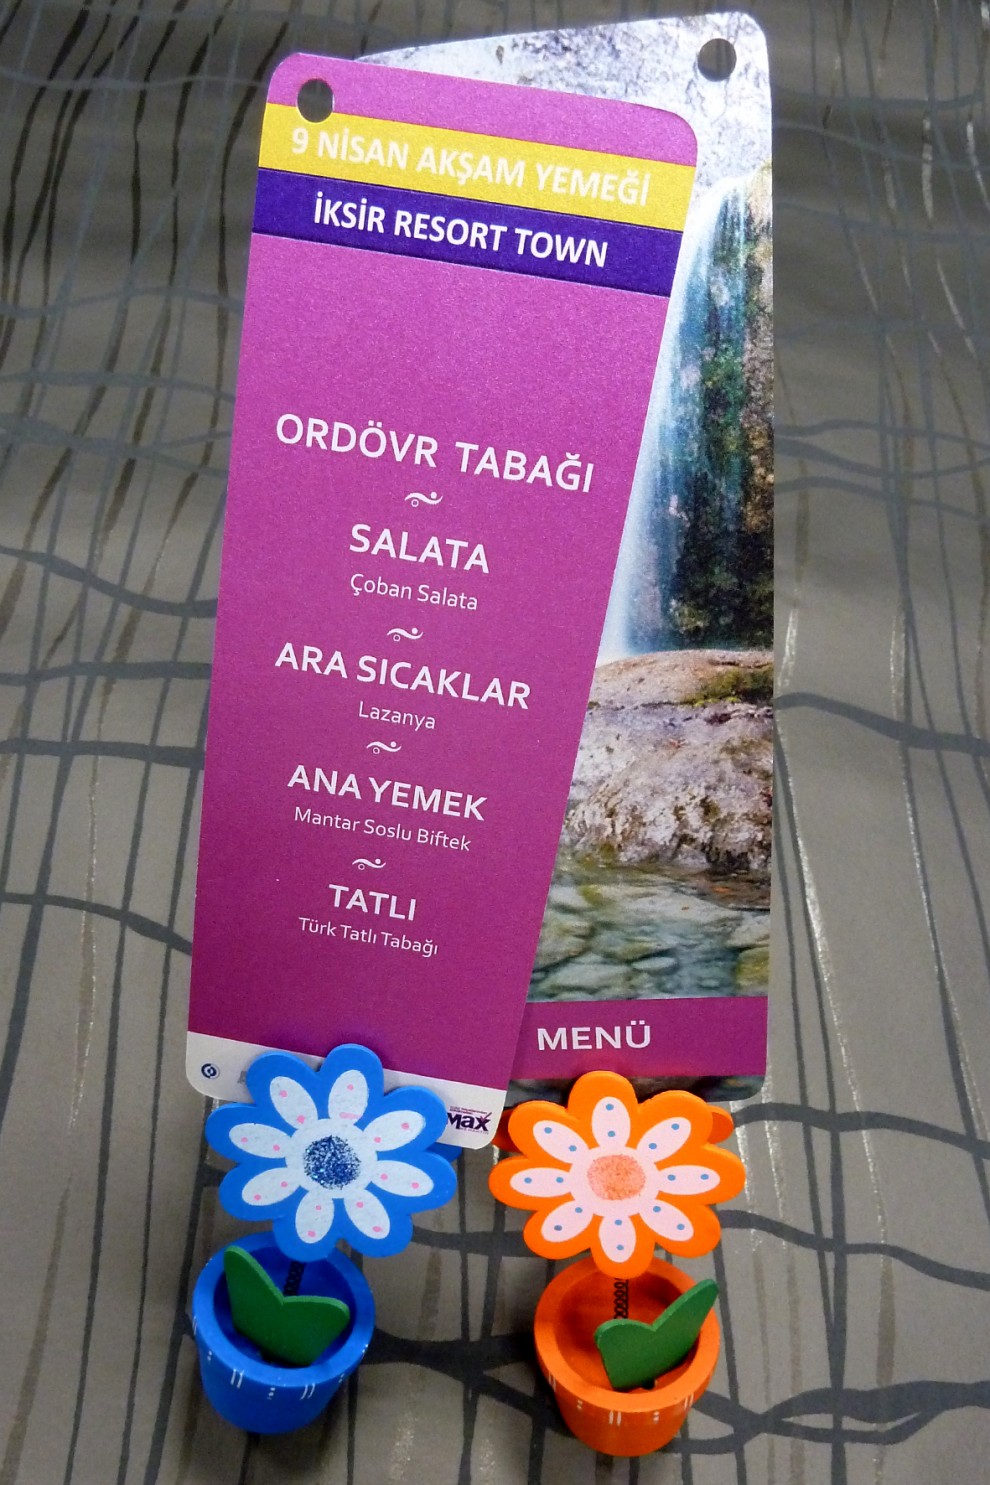 9 NİSAN AKŞAM YEMEĞİ
İKSİR RESORT TOWN
ORDÖVR TABAĞI
SALATA
Çoban Salata
ARA SICAKLAR
Lazanya
ANA YEMEK
Mantar Soslu Biftek
TATLI
Türk Tatlı Tabağı
MENÜ
MAX